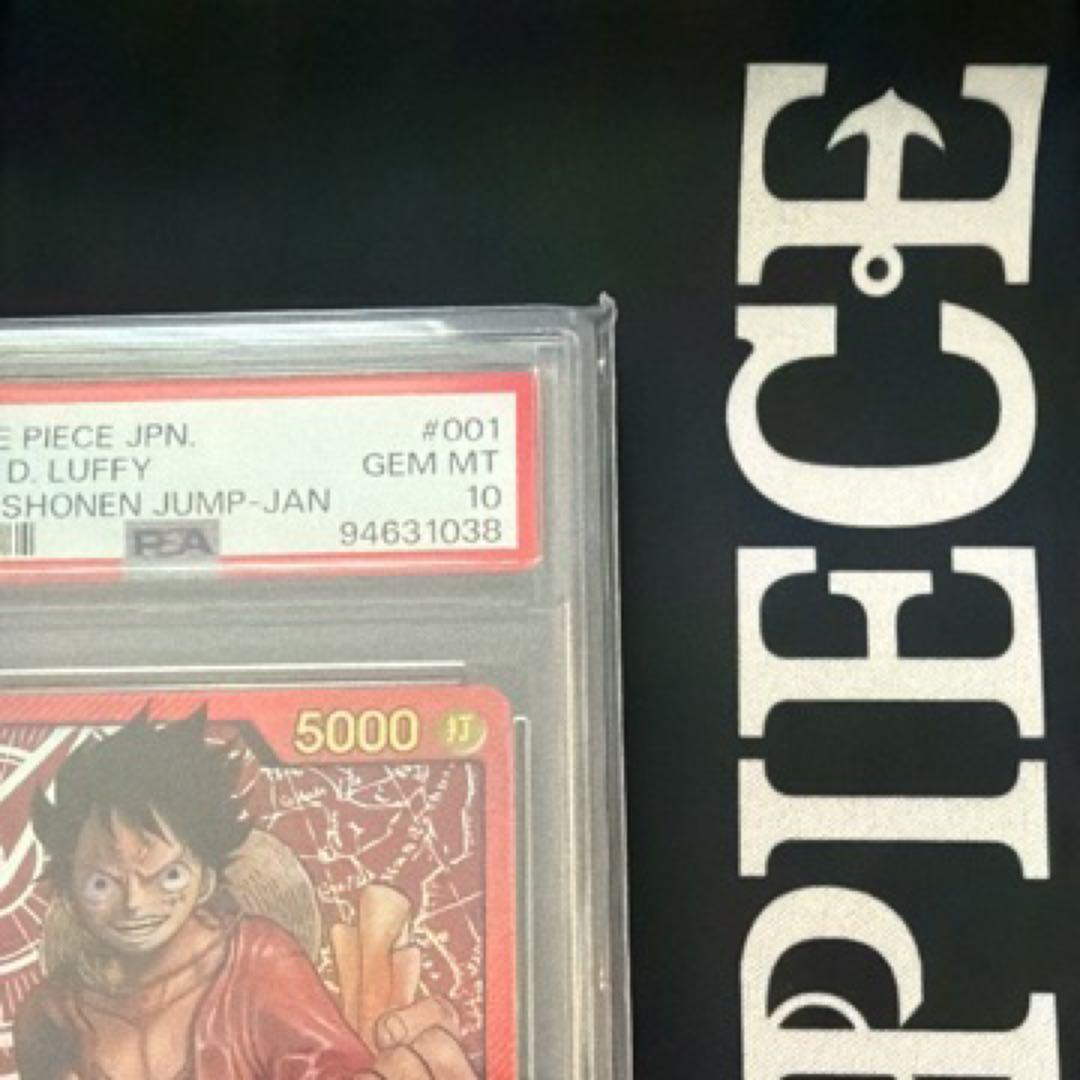 E PIECE JPN. #001
D. LUFFY GEM MT
SHONEN JUMP-JAN 10
PSA 94631038
5000 打
PIECE